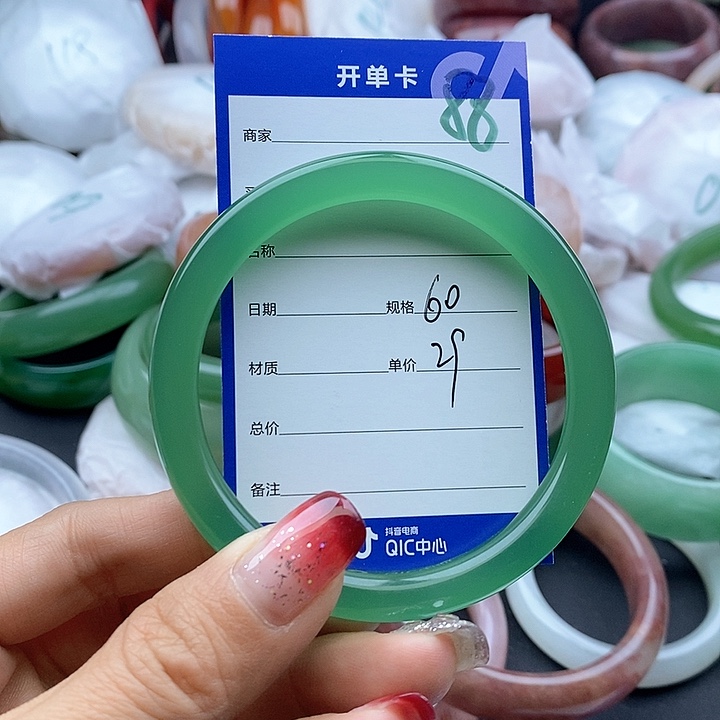 开单卡
88
商家
名称
日期 规格 60
材质 单价 29
总价
备注
抖音电商
QIC中心